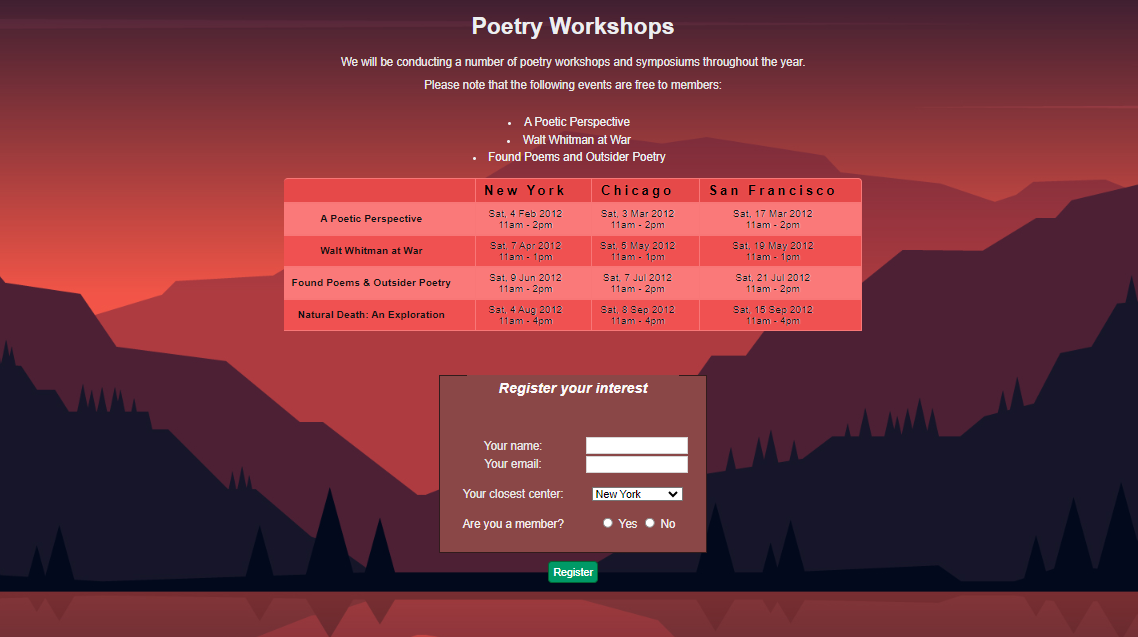 Poetry Workshops
We will be conducting a number of poetry workshops and symposiums throughout the year.
Please note that the following events are free to members:
A Poetic Perspective
Walt Whitman at War
Found Poems and Outsider Poetry
New York Chicago San Francisco
A Poetic Perspective Sat, 4 Feb 2012 Sat, 3 Mar 2012 Sat, 17 Mar 2012
11am - 2pm 11am - 2pm 11am - 2pm
Walt Whitman at War Sat, 7 Apr 2012 Sat, 5 May 2012 Sat, 19 May 2012
11am - 1pm 11am - 1pm 11am - 1pm
Found Poems & Outsider Poetry Sat, 9 Jun 2012 Sat, 7 Jul 2012 Sat, 21 Jul 2012
11am - 2pm 11am - 2pm 11am - 2pm
Natural Death: An Exploration Sat, 4 Aug 2012 Sat, 8 Sep 2012 Sat, 15 Sep 2012
11am - 4pm 11am - 4pm 11am - 4pm
Register your interest
Your name:
Your email:
Your closest center: New York
Are you a member? Yes No
Register